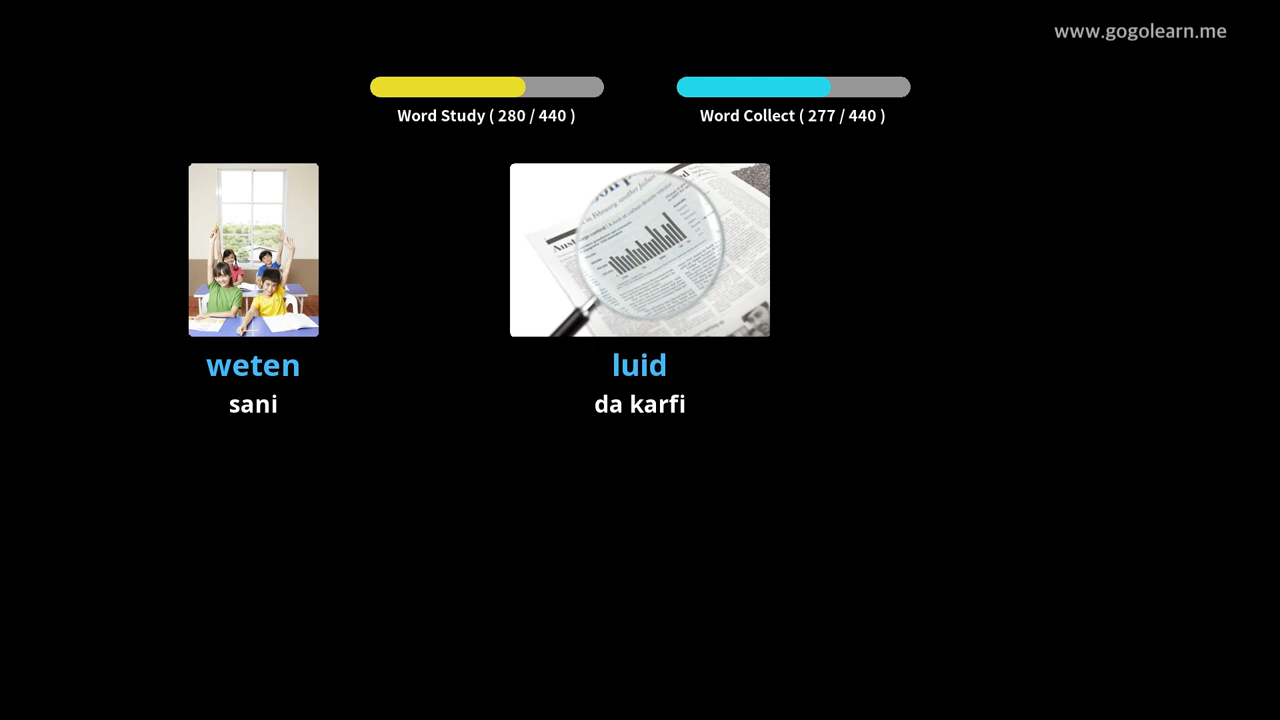 www.gogolearn.me
Word Study ( 280 / 440 )
Word Collect ( 277 / 440 )
weten
sani
luid
da karfi